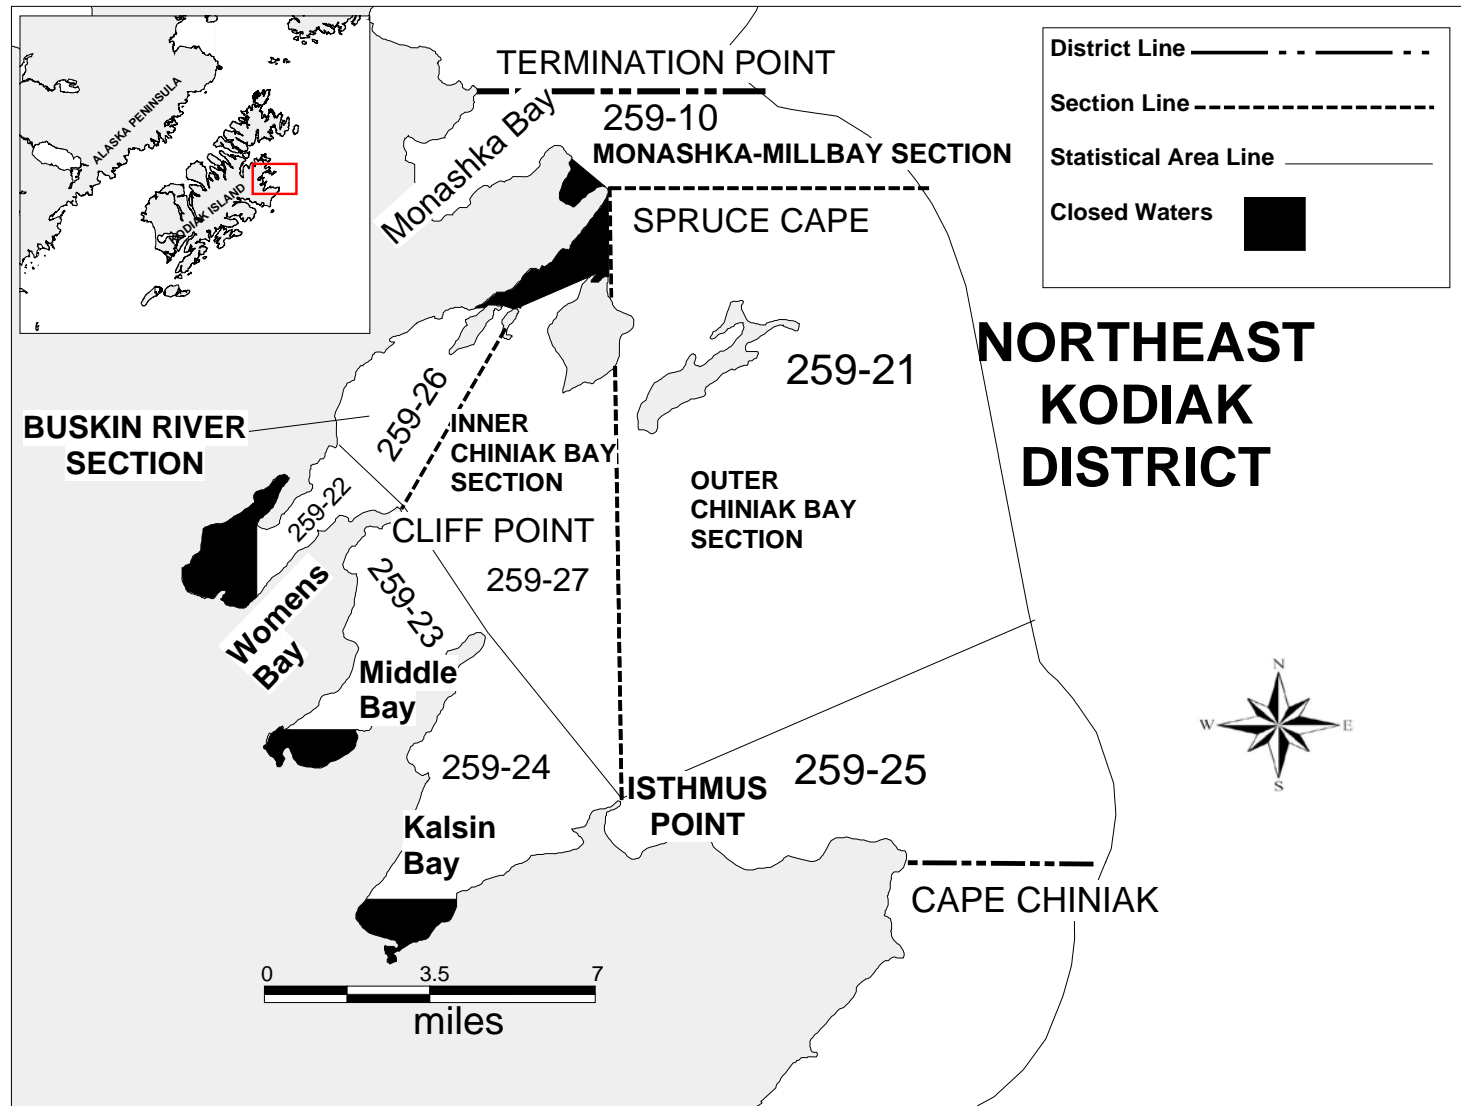 ALASKA PENINSULA
KODIAK ISLAND
TERMINATION POINT
259-10
Monashka Bay
MONASHKA-MILLBAY SECTION
SPRUCE CAPE
District Line
Section Line
Statistical Area Line
Closed Waters
NORTHEAST
KODIAK
DISTRICT
259-21
259-26
BUSKIN RIVER
SECTION
INNER
CHINIAK BAY
SECTION
OUTER
CHINIAK BAY
SECTION
259-22
CLIFF POINT
259-27
259-23
Womens
Bay
Middle
Bay
259-24
259-25
ISTHMUS
POINT
Kalsin
Bay
CAPE CHINIAK
N
W
E
S
0 3.5 7
miles